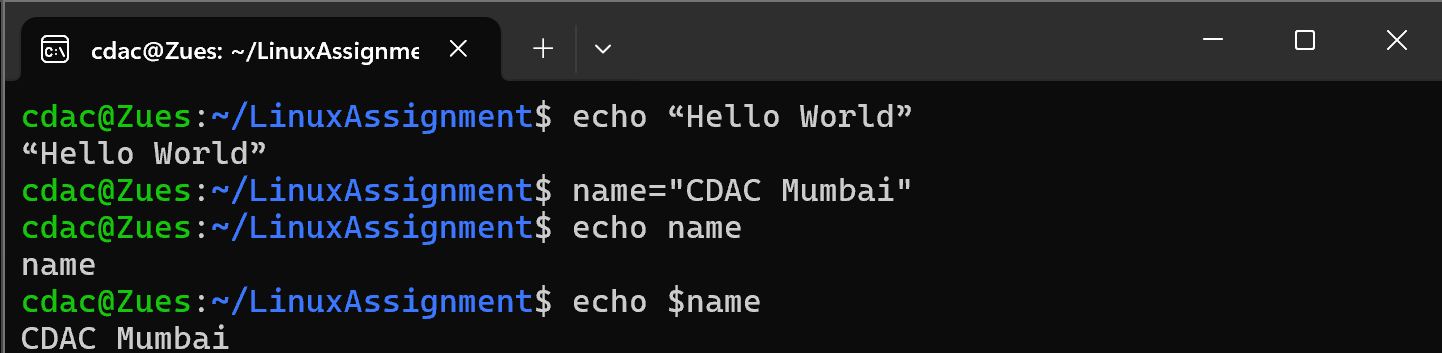 cdac@Zues: ~/LinuxAssignme
cdac@Zues:~/LinuxAssignment$ echo “Hello World”
“Hello World”
cdac@Zues:~/LinuxAssignment$ name="CDAC Mumbai"
cdac@Zues:~/LinuxAssignment$ echo name
name
cdac@Zues:~/LinuxAssignment$ echo $name
CDAC Mumbai